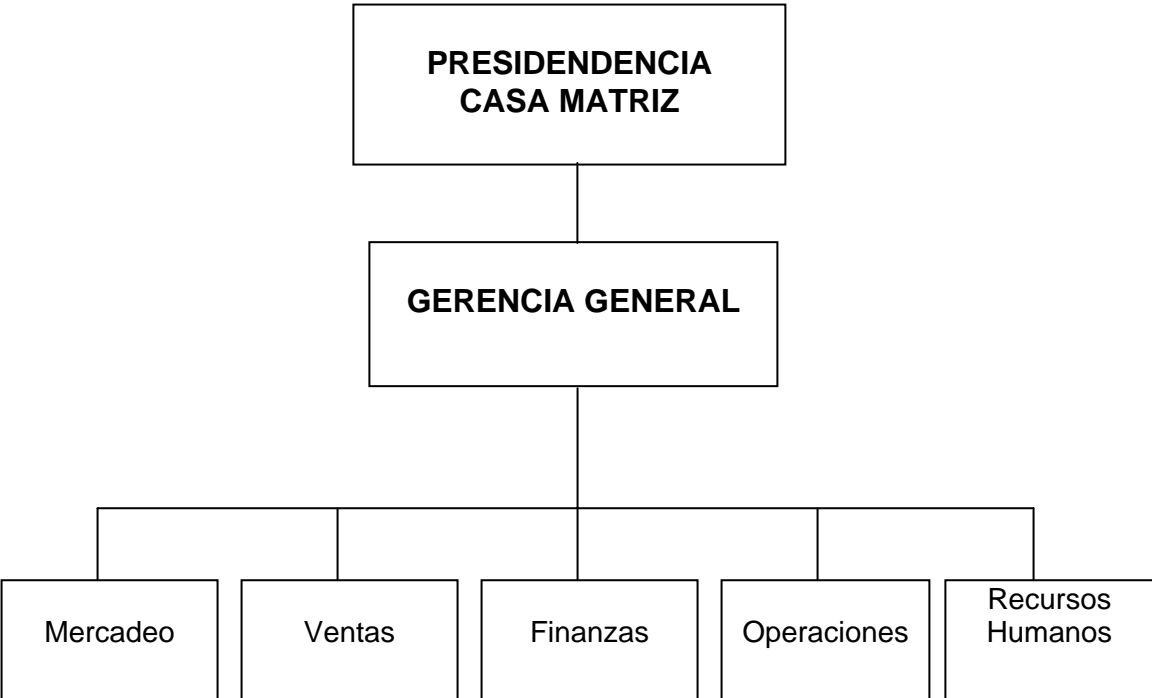 PRESIDENDENCIA
CASA MATRIZ
GERENCIA GENERAL
Mercadeo
Ventas
Finanzas
Operaciones
Recursos
Humanos